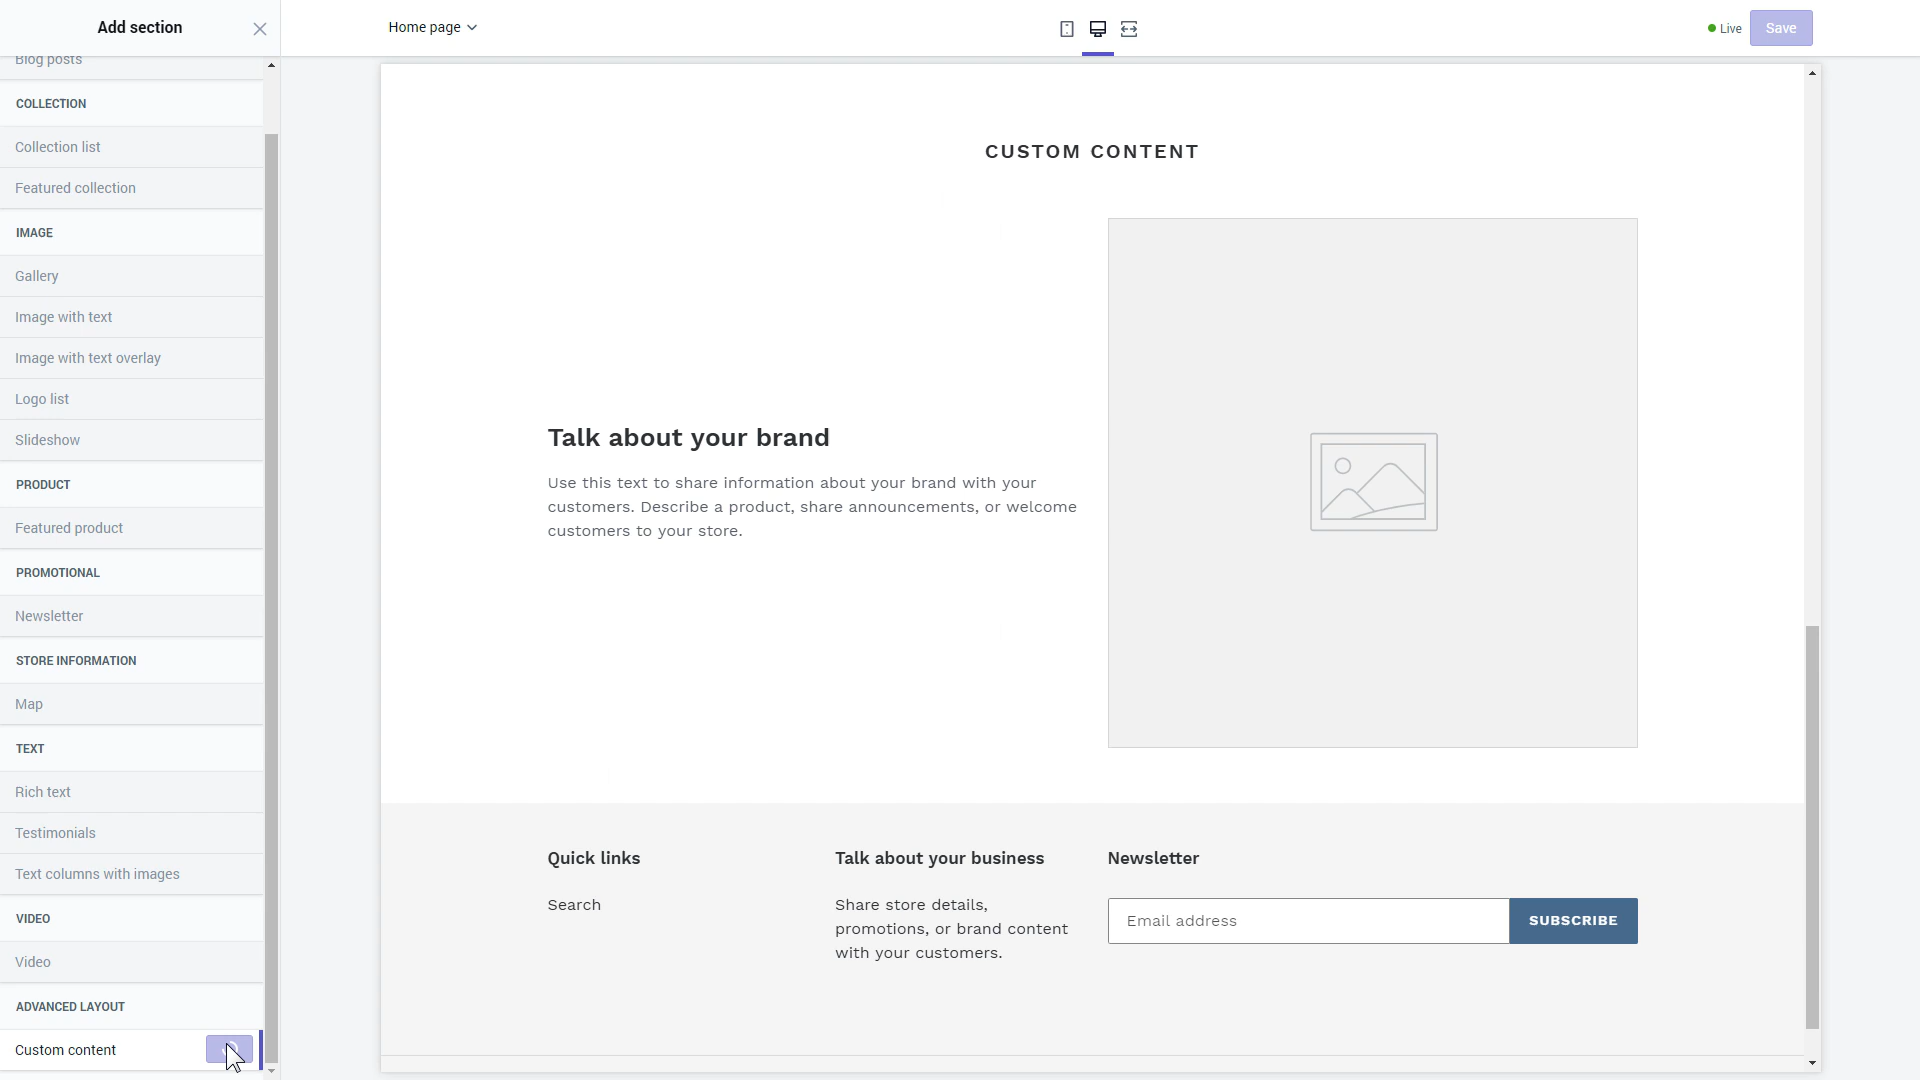 Add section
Home page
Live
Save
Blog posts
COLLECTION
Collection list
Featured collection
IMAGE
Gallery
Image with text
Image with text overlay
Logo list
Slideshow
PRODUCT
Featured product
PROMOTIONAL
Newsletter
STORE INFORMATION
Map
TEXT
Rich text
Testimonials
Text columns with images
VIDEO
Video
ADVANCED LAYOUT
Custom content
CUSTOM CONTENT
Talk about your brand
Use this text to share information about your brand with your
customers. Describe a product, share announcements, or welcome
customers to your store.
Quick links
Search
Talk about your business
Share store details,
promotions, or brand content
with your customers.
Newsletter
Email address
SUBSCRIBE